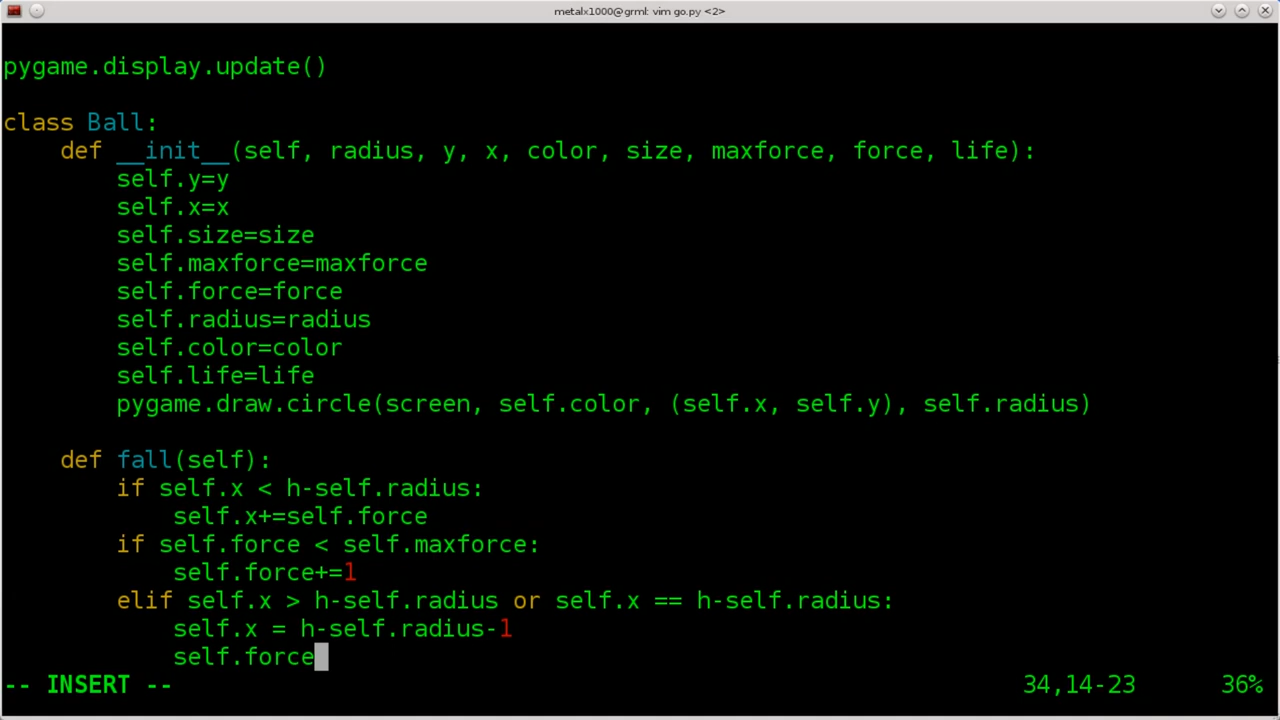 metalx1000@grml: vim go.py <2>
pygame.display.update()
class Ball:
    def __init__(self, radius, y, x, color, size, maxforce, force, life):
        self.y=y
        self.x=x
        self.size=size
        self.maxforce=maxforce
        self.force=force
        self.radius=radius
        self.color=color
        self.life=life
        pygame.draw.circle(screen, self.color, (self.x, self.y), self.radius)
    def fall(self):
        if self.x < h-self.radius:
            self.x+=self.force
        if self.force < self.maxforce:
            self.force+=1
        elif self.x > h-self.radius or self.x == h-self.radius:
            self.x = h-self.radius-1
            self.force
-- INSERT -- 34,14-23 36%